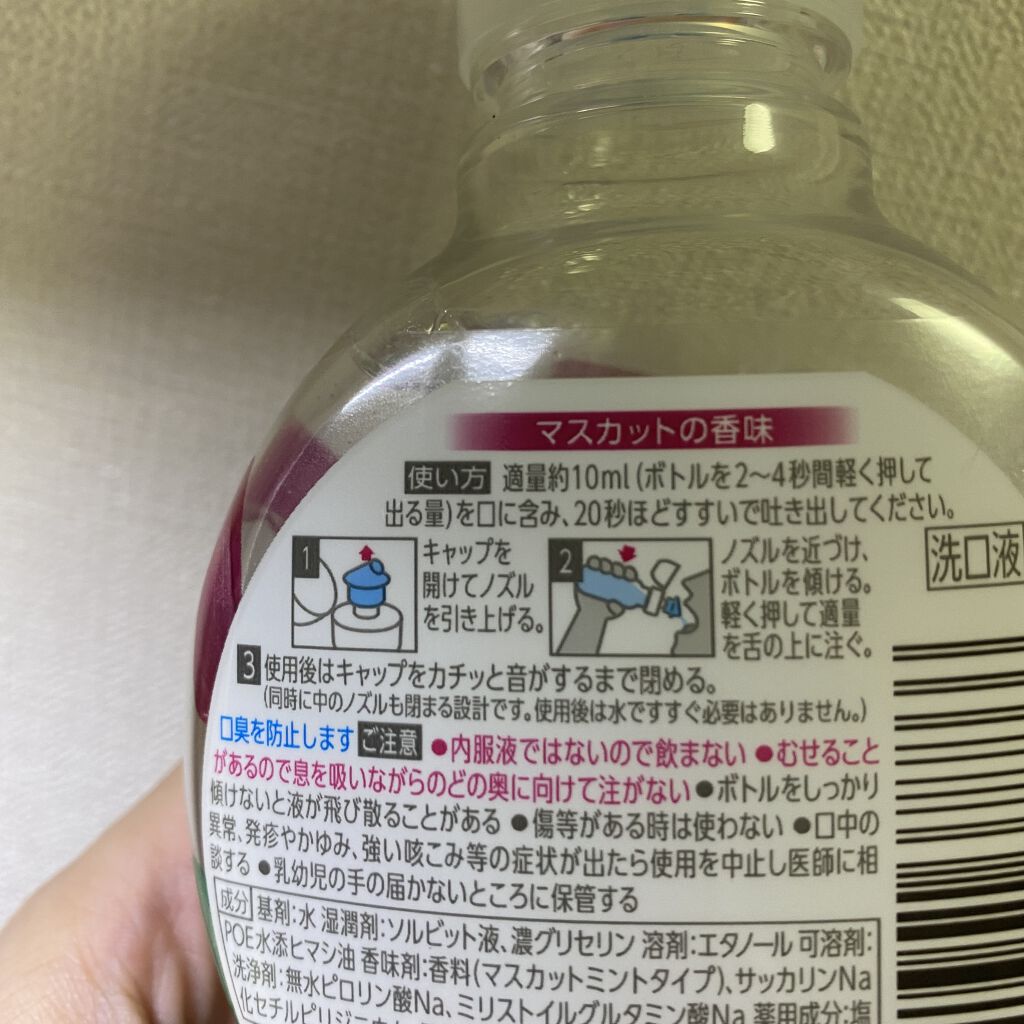 マスカットの香味
使い方 適量約10ml(ボトルを2〜4秒間軽く押して
出る量)を口に含み、20秒ほどすすいで吐き出してください。
洗口液
1 キャップを
開けてノズル
を引き上げる。
2 ノズルを近づけ、
ボトルを傾ける。
軽く押して適量
を舌の上に注ぐ。
3 使用後はキャップをカチッと音がするまで閉める。
(同時に中のノズルも閉まる設計です。使用後は水ですすぐ必要はありません。)
口臭を防止します ご注意 ●内服液ではないので飲まない ●むせること
があるので息を吸いながらのどの奥に向けて注がない ●ボトルをしっかり
傾けないと液が飛び散ることがある ●傷等がある時は使わない ●口中の
異常、発疹やかゆみ、強い咳こみ等の症状が出たら使用を中止し医師に相
談する ●乳幼児の手の届かないところに保管する
成分 基剤:水 湿潤剤:ソルビット液、濃グリセリン 溶剤:エタノール 可溶剤:
POE水添ヒマシ油 香味剤:香料(マスカットミントタイプ)、サッカリンNa
洗浄剤:無水ピロリン酸Na、ミリストイルグルタミン酸Na 薬用成分:塩
化セチルピリジニウム